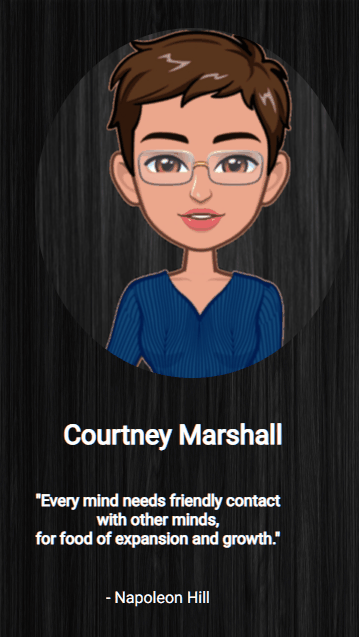 Courtney Marshall
"Every mind needs friendly contact
with other minds,
for food of expansion and growth."
- Napoleon Hill